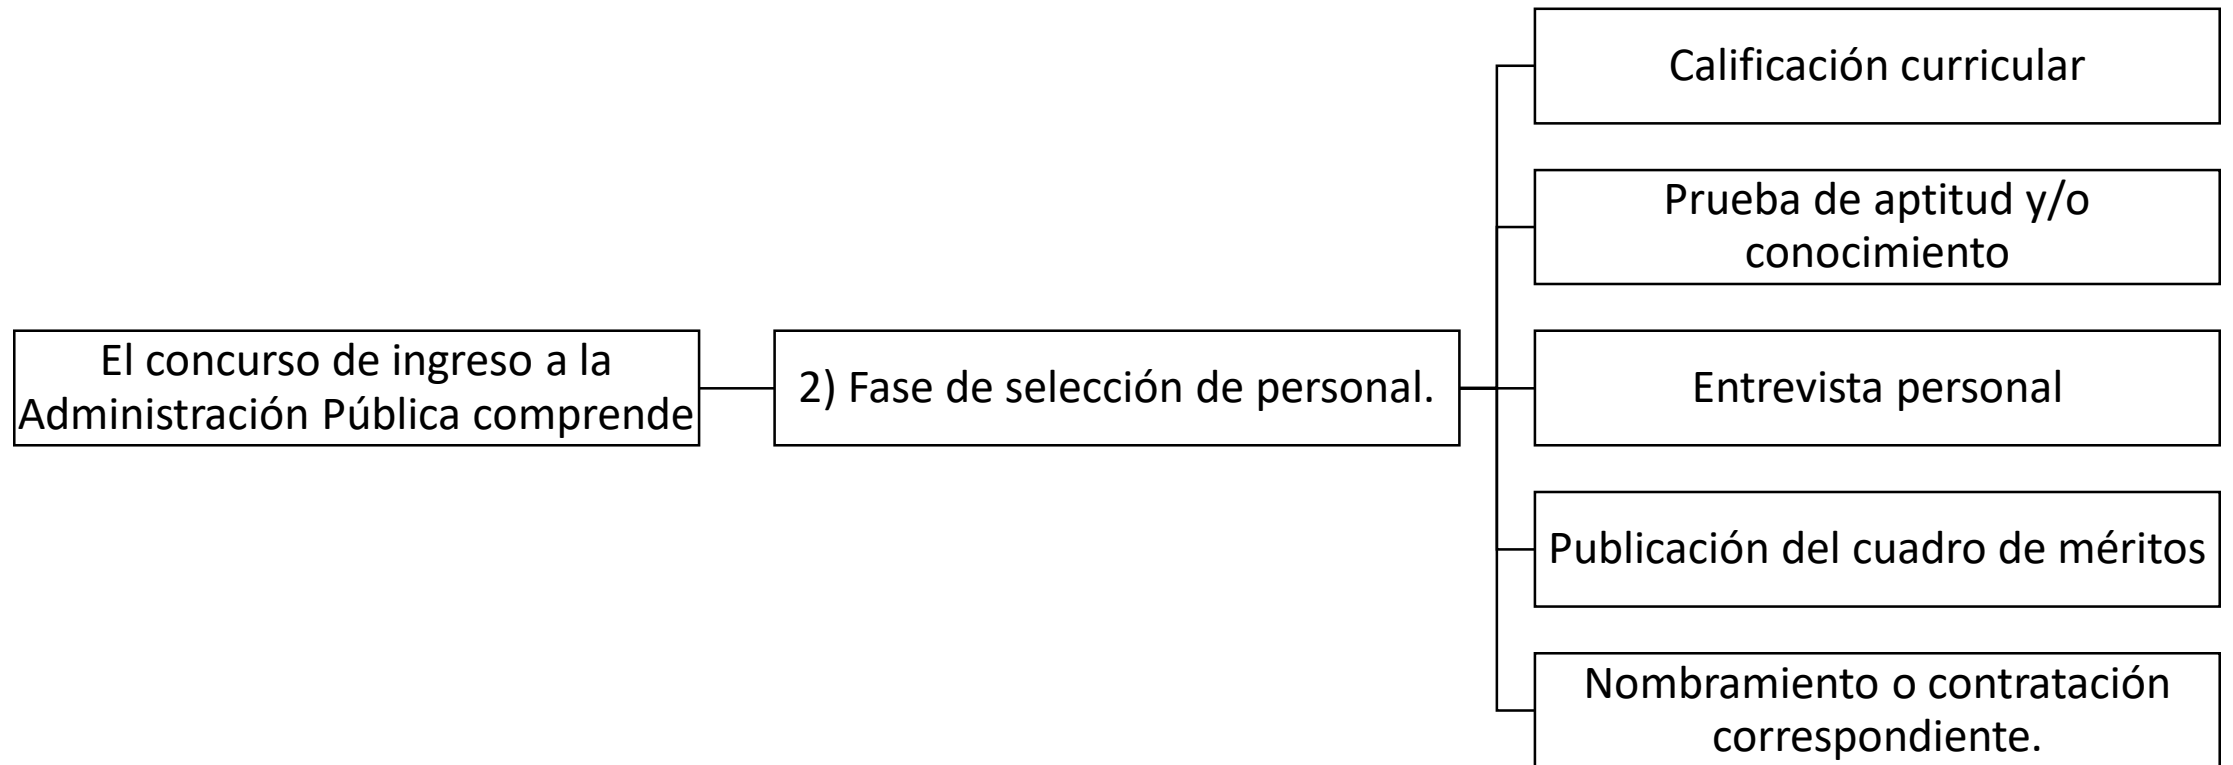 El concurso de ingreso a la
Administración Pública comprende
2) Fase de selección de personal.
Calificación curricular
Prueba de aptitud y/o
conocimiento
Entrevista personal
Publicación del cuadro de méritos
Nombramiento o contratación
correspondiente.